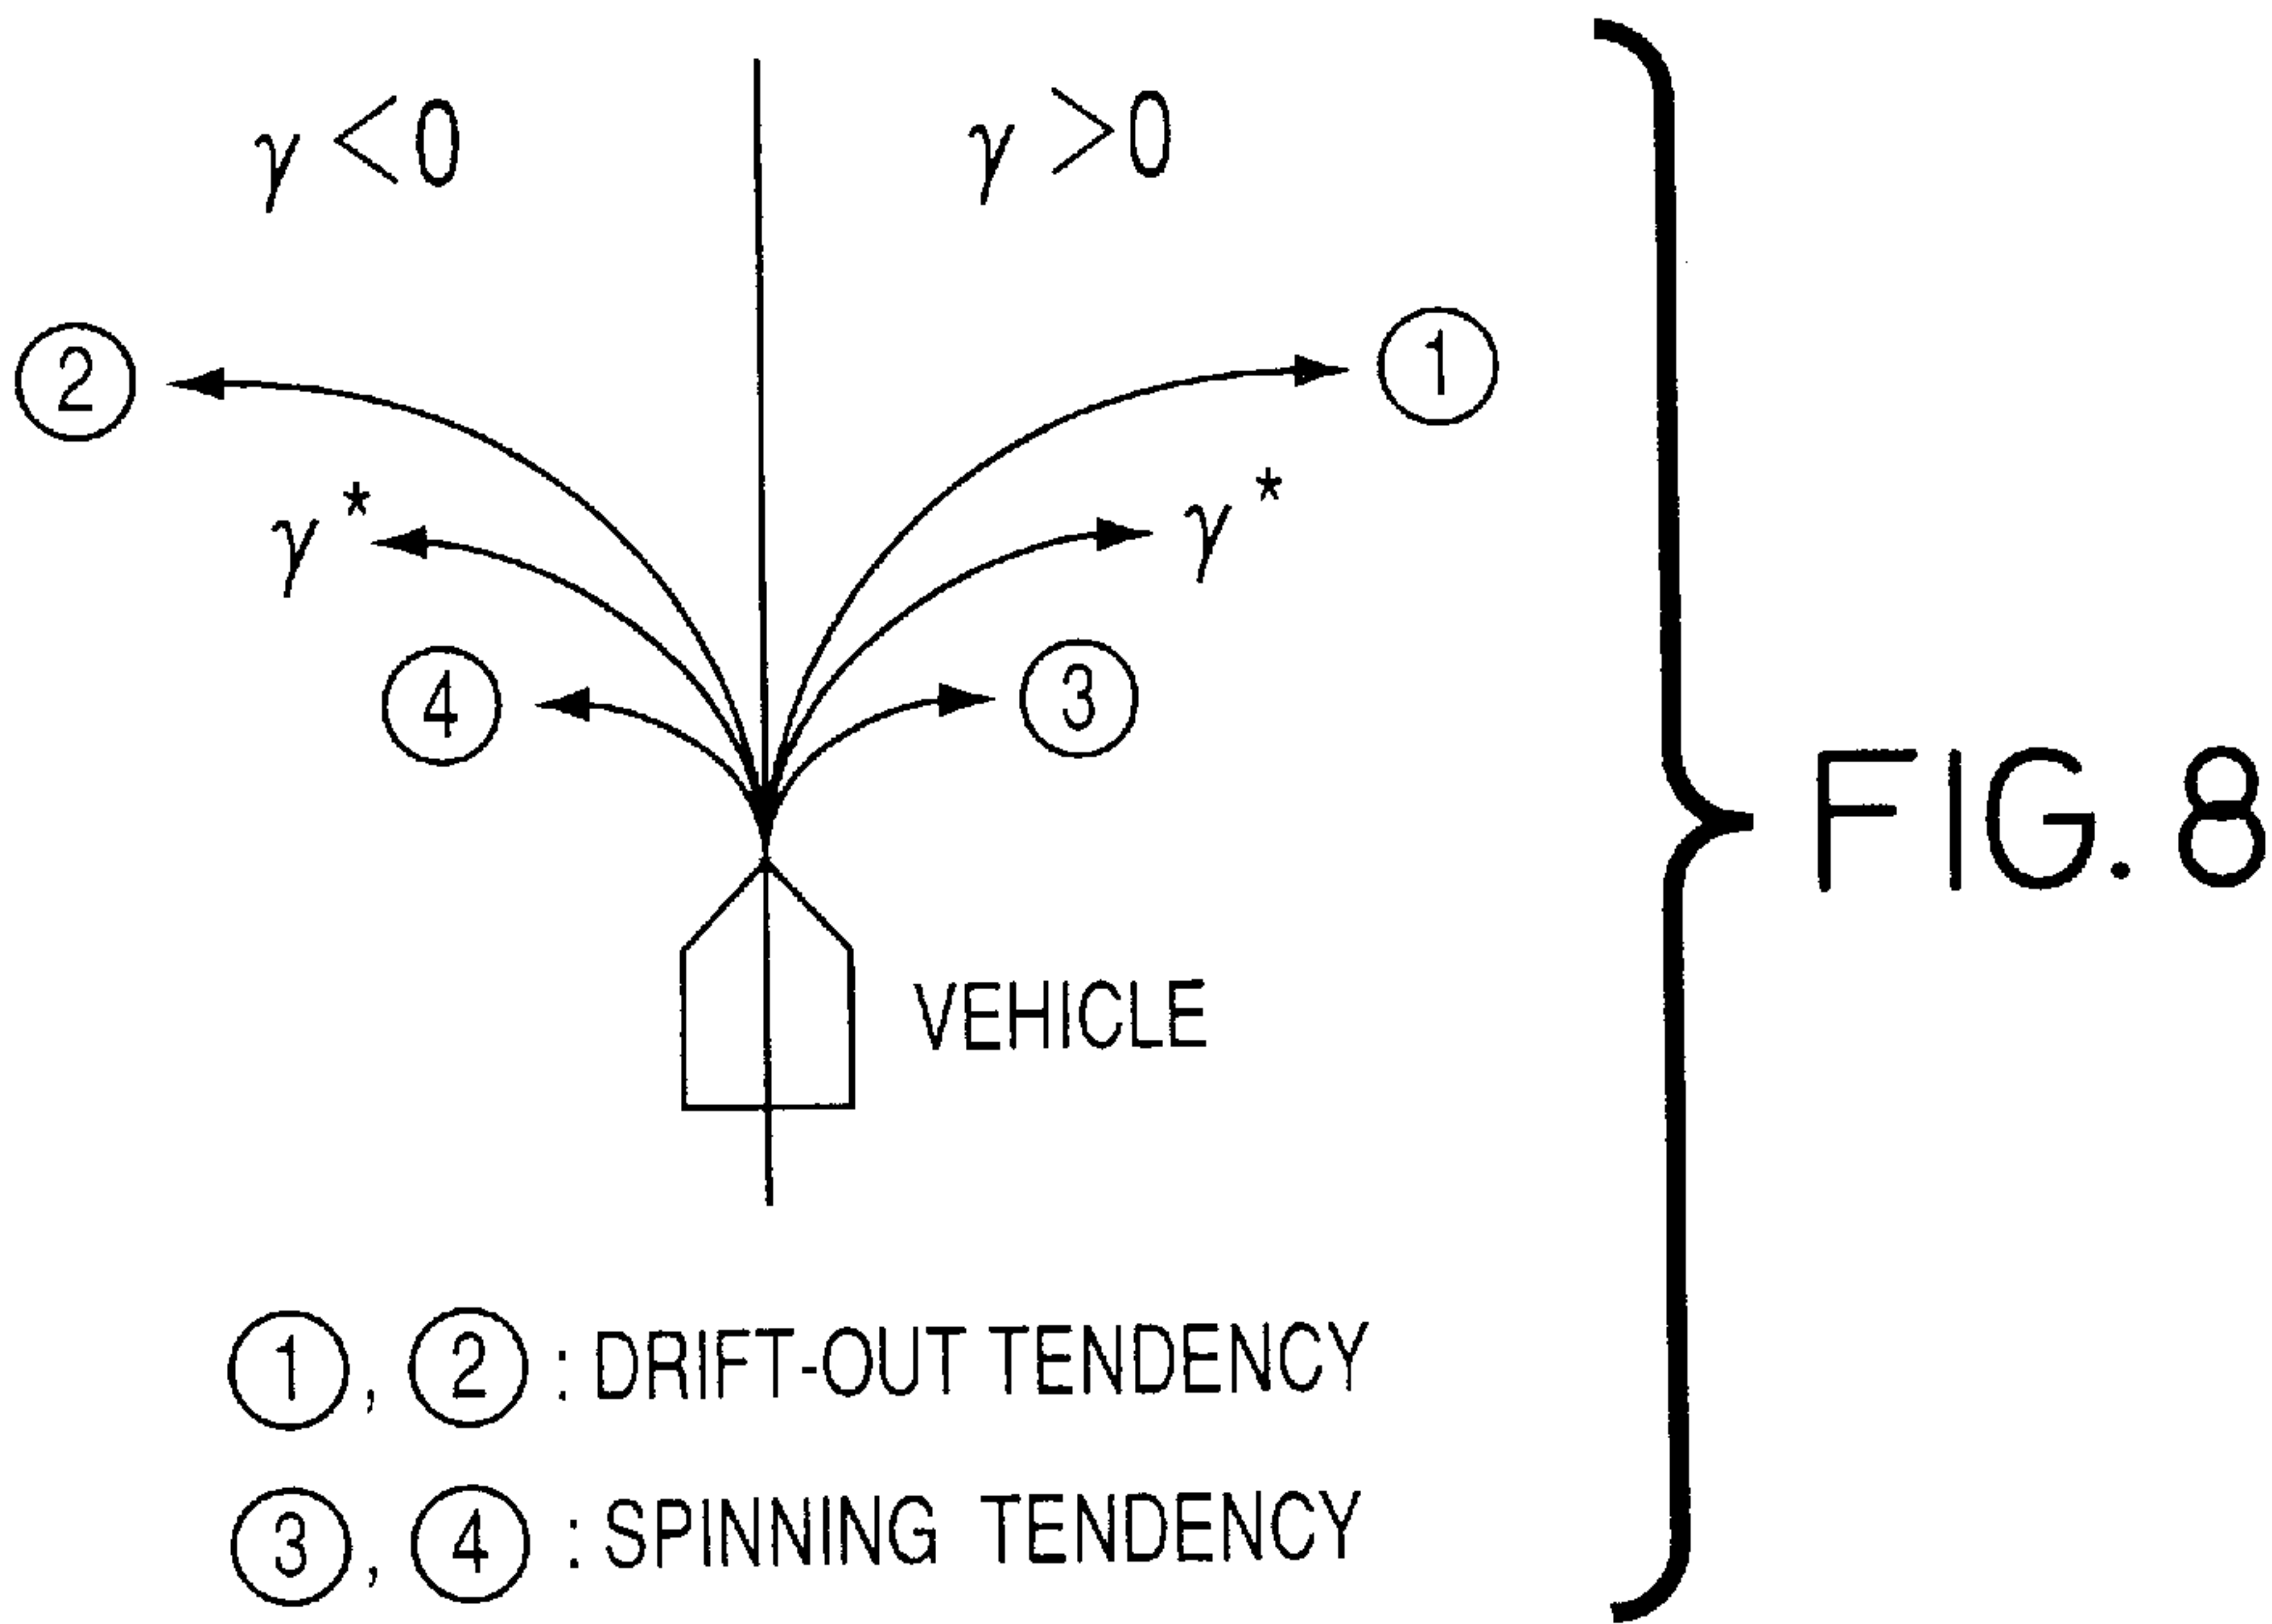 γ<0
γ>0
②
①
γ*
γ*
④
③
FIG. 8
VEHICLE
①, ② : DRIFT-OUT TENDENCY
③, ④ : SPINNING TENDENCY